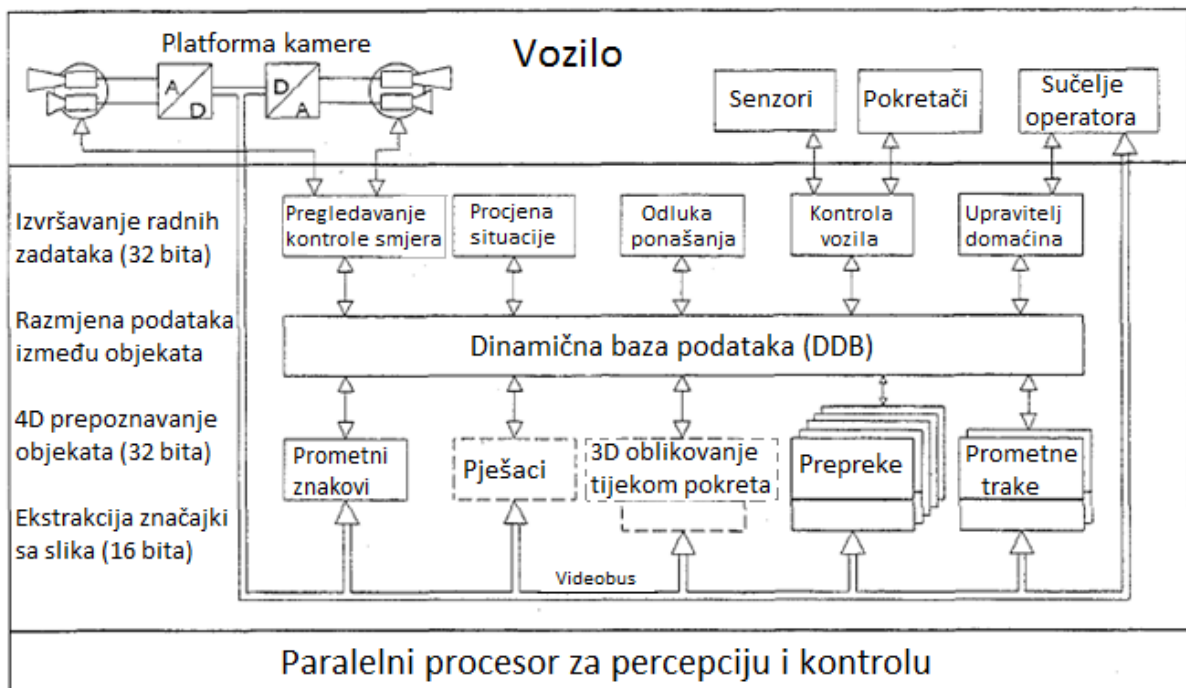 Platforma kamere
Vozilo
A
D
D
A
Senzori
Pokretači
Sučelje
operatora
Izvršavanje radnih
zadataka (32 bita)
Pregledavanje
kontrole smjera
Procjena
situacije
Odluka
ponašanja
Kontrola
vozila
Upravitelj
domaćina
Razmjena podataka
između objekata
Dinamična baza podataka (DDB)
4D prepoznavanje
objekata (32 bita)
Prometni
znakovi
Pješaci
3D oblikovanje
tijekom pokreta
Prepreke
Prometne
trake
Ekstrakcija značajki
sa slika (16 bita)
Videobus
Paralelni procesor za percepciju i kontrolu